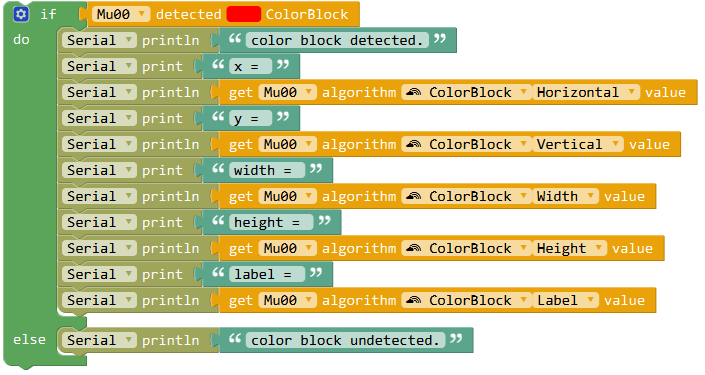 if Mu00 detected ColorBlock
do Serial println “ color block detected. ”
Serial print “ x =  ”
Serial println get Mu00 algorithm ColorBlock Horizontal value
Serial print “ y =  ”
Serial println get Mu00 algorithm ColorBlock Vertical value
Serial print “ width =  ”
Serial println get Mu00 algorithm ColorBlock Width value
Serial print “ height =  ”
Serial println get Mu00 algorithm ColorBlock Height value
Serial print “ label =  ”
Serial println get Mu00 algorithm ColorBlock Label value
else Serial println “ color block undetected. ”